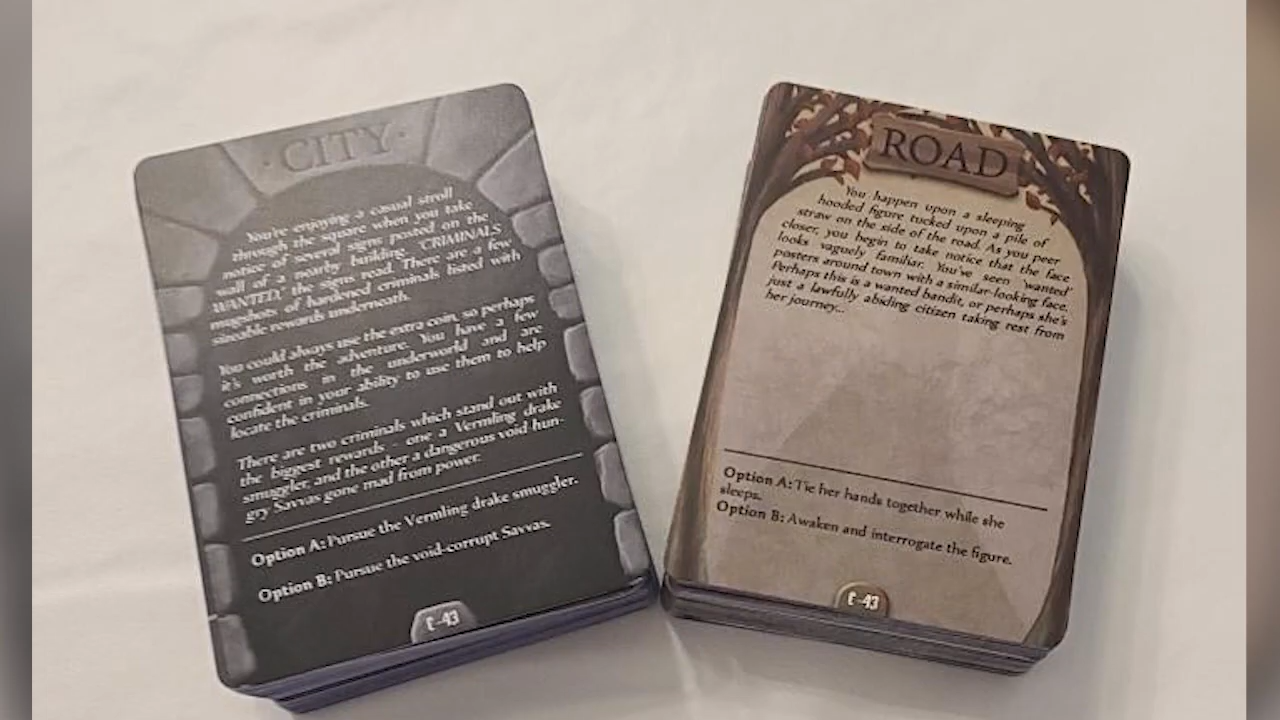 · CITY ·
You're enjoying a casual stroll
through the square when you take
notice of several signs posted on the
wall of a nearby building. 'CRIMINALS
WANTED,' the signs read. There are a few
mugshots of hardened criminals listed with
sizeable rewards underneath.
You could always use the extra coin, so perhaps
it's worth the adventure. You have a few
connections in the underworld and are
confident in your ability to use them to help
locate the criminals.
There are two criminals which stand out with
the biggest rewards - one a Vermling drake
smuggler, and the other a dangerous void hun-
gry Savvas gone mad from power.
Option A: Pursue the Vermling drake smuggler.
Option B: Pursue the void-corrupt Savvas.
C-43
ROAD
You happen upon a sleeping
hooded figure tucked upon a pile of
straw on the side of the road. As you peer
closer, you begin to take notice that the face
looks vaguely familiar. You've seen 'wanted'
posters around town with a similar-looking face.
Perhaps this is a wanted bandit, or perhaps she's
just a lawfully abiding citizen taking rest from
her journey...
Option A: Tie her hands together while she
sleeps.
Option B: Awaken and interrogate the figure.
C-43